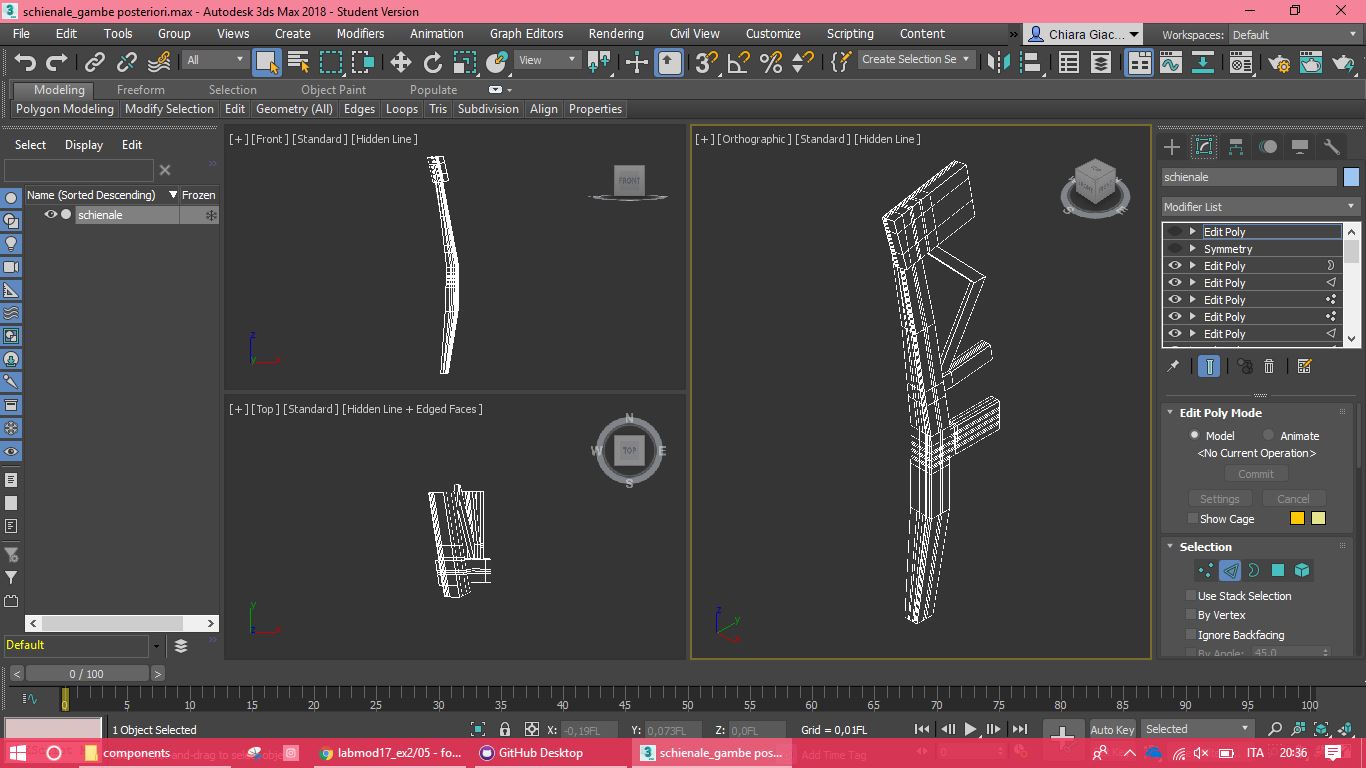 schienale_gambe posteriori.max - Autodesk 3ds Max 2018 - Student Version
File Edit Tools Group Views Create Modifiers Animation Graph Editors Rendering Civil View Customize Scripting Content » Chiara Giac... Workspaces: Default
All View Create Selection Se
Modeling Freeform Selection Object Paint Populate
Polygon Modeling Modify Selection Edit Geometry (All) Edges Loops Tris Subdivision Align Properties
Select Display Edit
Name (Sorted Descending) Frozen
schienale
[+] [Front] [Standard] [Hidden Line]
FRONT
z x y
[+] [Top] [Standard] [Hidden Line + Edged Faces]
N
W TOP E
S
y z x
[+] [Orthographic] [Standard] [Hidden Line]
S E
z y x
schienale
Modifier List
Edit Poly
Symmetry
Edit Poly
Edit Poly
Edit Poly
Edit Poly
Edit Poly
Edit Poly Mode
Model Animate
<No Current Operation>
Commit
Settings Cancel
Show Cage
Selection
Use Stack Selection
By Vertex
Ignore Backfacing
By Angle: 45,0
Default
< 0 / 100 >
0 5 10 15 20 25 30 35 40 45 50 55 60 65 70 75 80 85 90 95 100
1 Object Selected X: -0,19FL Y: 0,073FL Z: 0,0FL Grid = 0,01FL Auto Key Selected
Add Time Tag
components labmod17_ex2/05 - fo... GitHub Desktop schienale_gambe pos... ITA 20:36